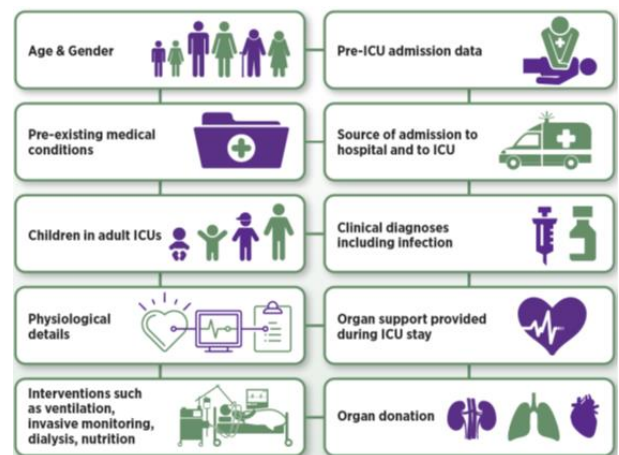 Age & Gender
Pre-ICU admission data
Pre-existing medical
conditions
Source of admission to
hospital and to ICU
Children in adult ICUs
Clinical diagnoses
including infection
Physiological
details
Organ support provided
during ICU stay
Interventions such
as ventilation,
invasive monitoring,
dialysis, nutrition
Organ donation